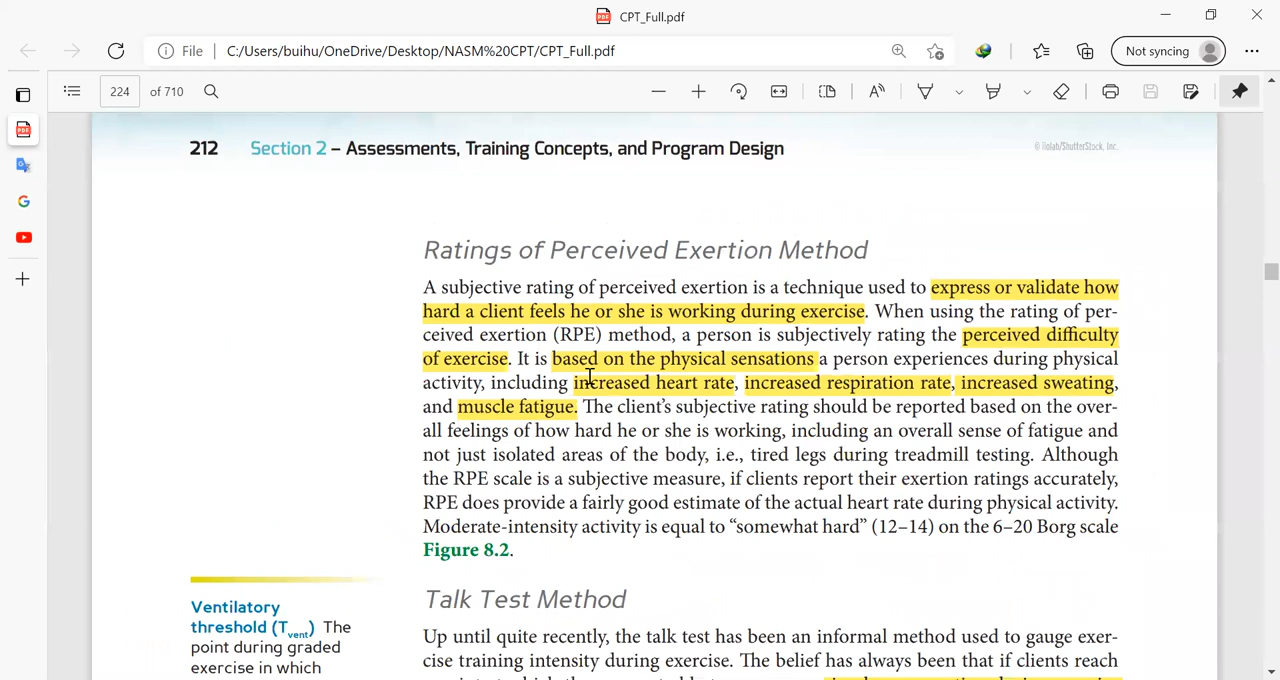 CPT_Full.pdf
File C:/Users/buihu/OneDrive/Desktop/NASM%20CPT/CPT_Full.pdf Not syncing
224 of 710
212 Section 2 – Assessments, Training Concepts, and Program Design
Ratings of Perceived Exertion Method
A subjective rating of perceived exertion is a technique used to express or validate how
hard a client feels he or she is working during exercise. When using the rating of per-
ceived exertion (RPE) method, a person is subjectively rating the perceived difficulty
of exercise. It is based on the physical sensations a person experiences during physical
activity, including increased heart rate, increased respiration rate, increased sweating,
and muscle fatigue. The client’s subjective rating should be reported based on the over-
all feelings of how hard he or she is working, including an overall sense of fatigue and
not just isolated areas of the body, i.e., tired legs during treadmill testing. Although
the RPE scale is a subjective measure, if clients report their exertion ratings accurately,
RPE does provide a fairly good estimate of the actual heart rate during physical activity.
Moderate-intensity activity is equal to “somewhat hard” (12–14) on the 6–20 Borg scale
Figure 8.2.
Ventilatory
threshold (Tvent) The
point during graded
exercise in which
Talk Test Method
Up until quite recently, the talk test has been an informal method used to gauge exer-
cise training intensity during exercise. The belief has always been that if clients reach